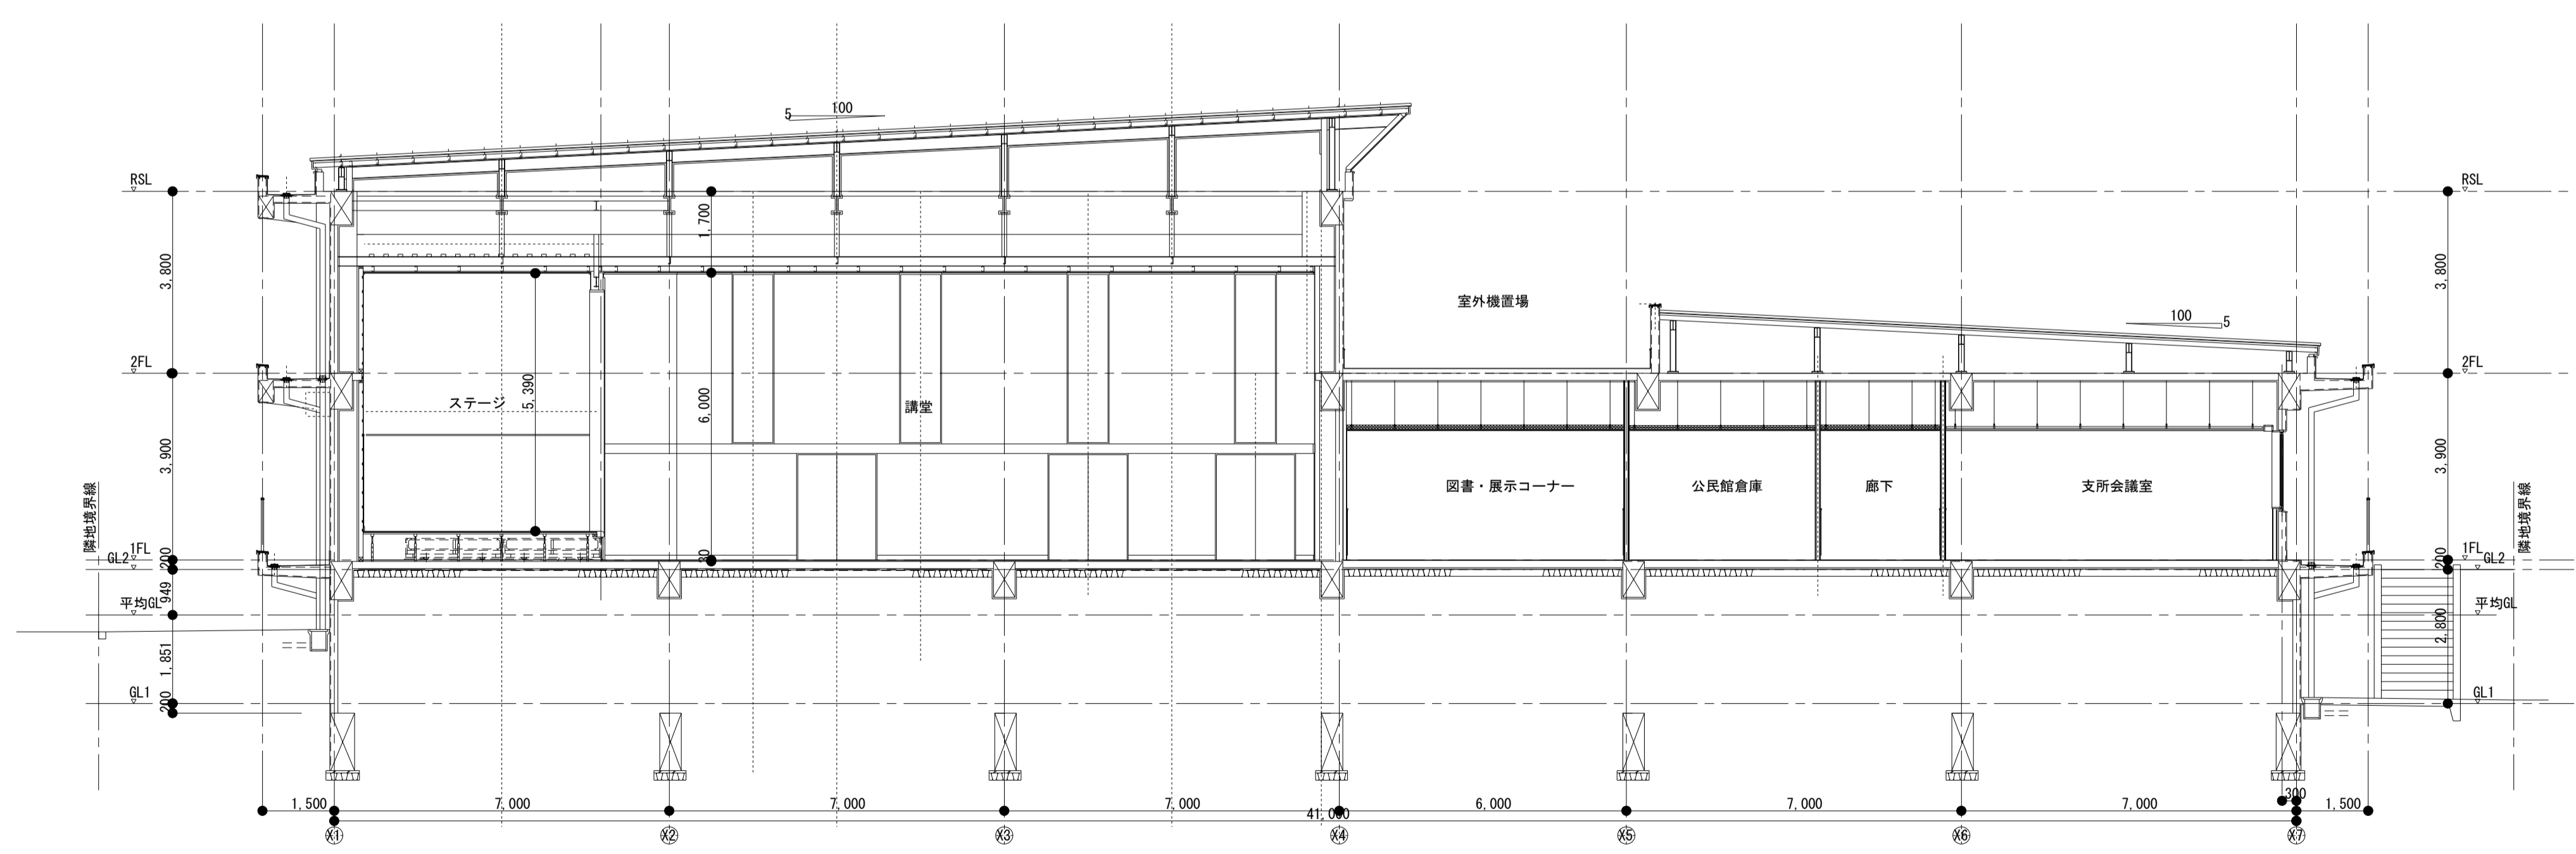 5 100
RSL
RSL
3,800
1,700
3,800
室外機置場
100 5
2FL
2FL
ステージ
5,390
6,000
講堂
3,900
3,900
隣地境界線
図書・展示コーナー
公民館倉庫
廊下
支所会議室
隣地境界線
1FL
1FL
GL2
200
30
200
GL2
949
平均GL
平均GL
2,800
1,851
GL1
GL1
200
300
1,500
7,000
7,000
7,000
6,000
7,000
7,000
1,500
41,000
X1
X2
X3
X4
X5
X6
X7